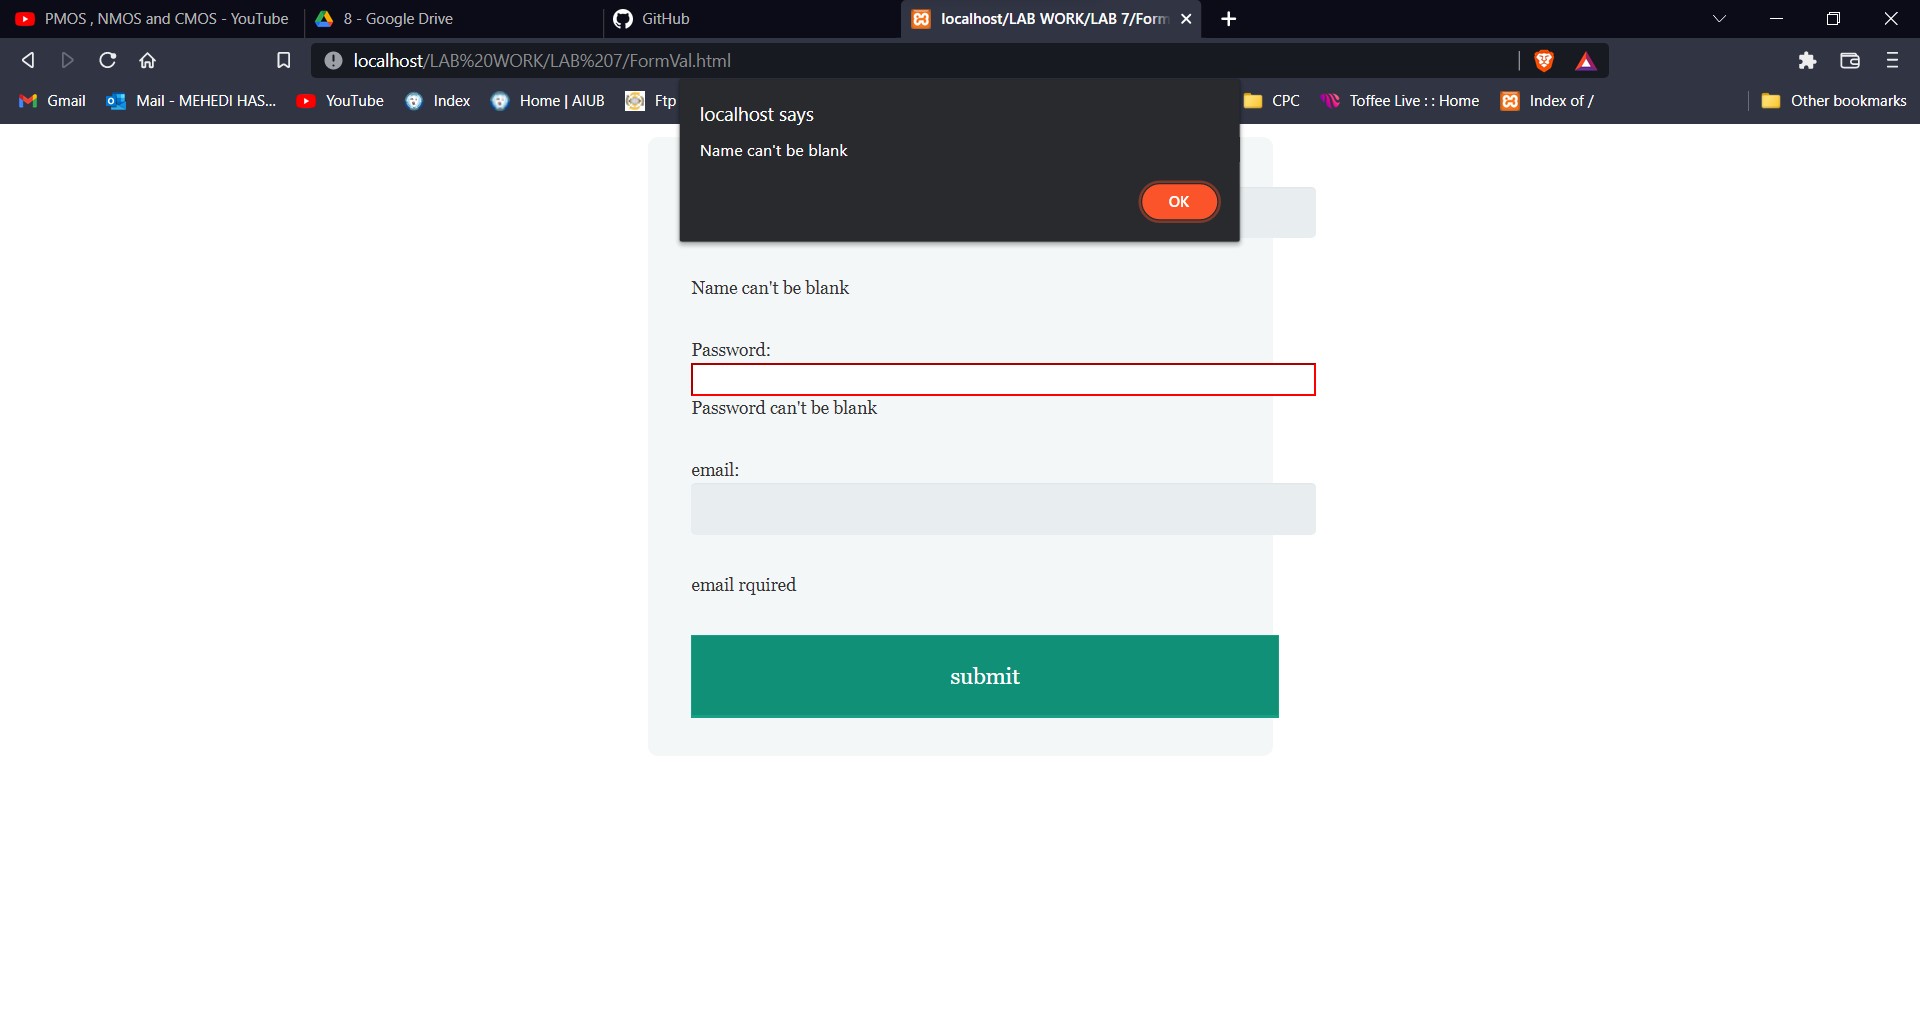 PMOS , NMOS and CMOS - YouTube
8 - Google Drive
GitHub
localhost/LAB WORK/LAB 7/Form
localhost/LAB%20WORK/LAB%207/FormVal.html
Gmail
Mail - MEHEDI HAS...
YouTube
Index
Home | AIUB
Ftp
CPC
Toffee Live : : Home
Index of /
Other bookmarks
localhost says
Name can't be blank
OK
Name can't be blank
Password:
Password can't be blank
email:
email rquired
submit